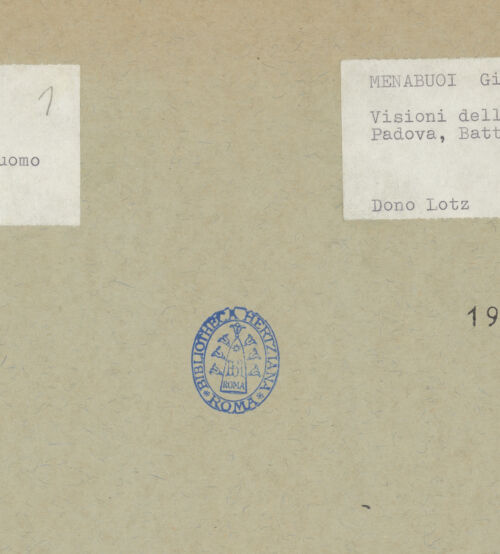 1
uomo
MENABUOI Gi
Visioni dell
Padova, Batt
Dono Lotz
19
BIBLIOTHECA HERTZIANA
ROMA
ROMA